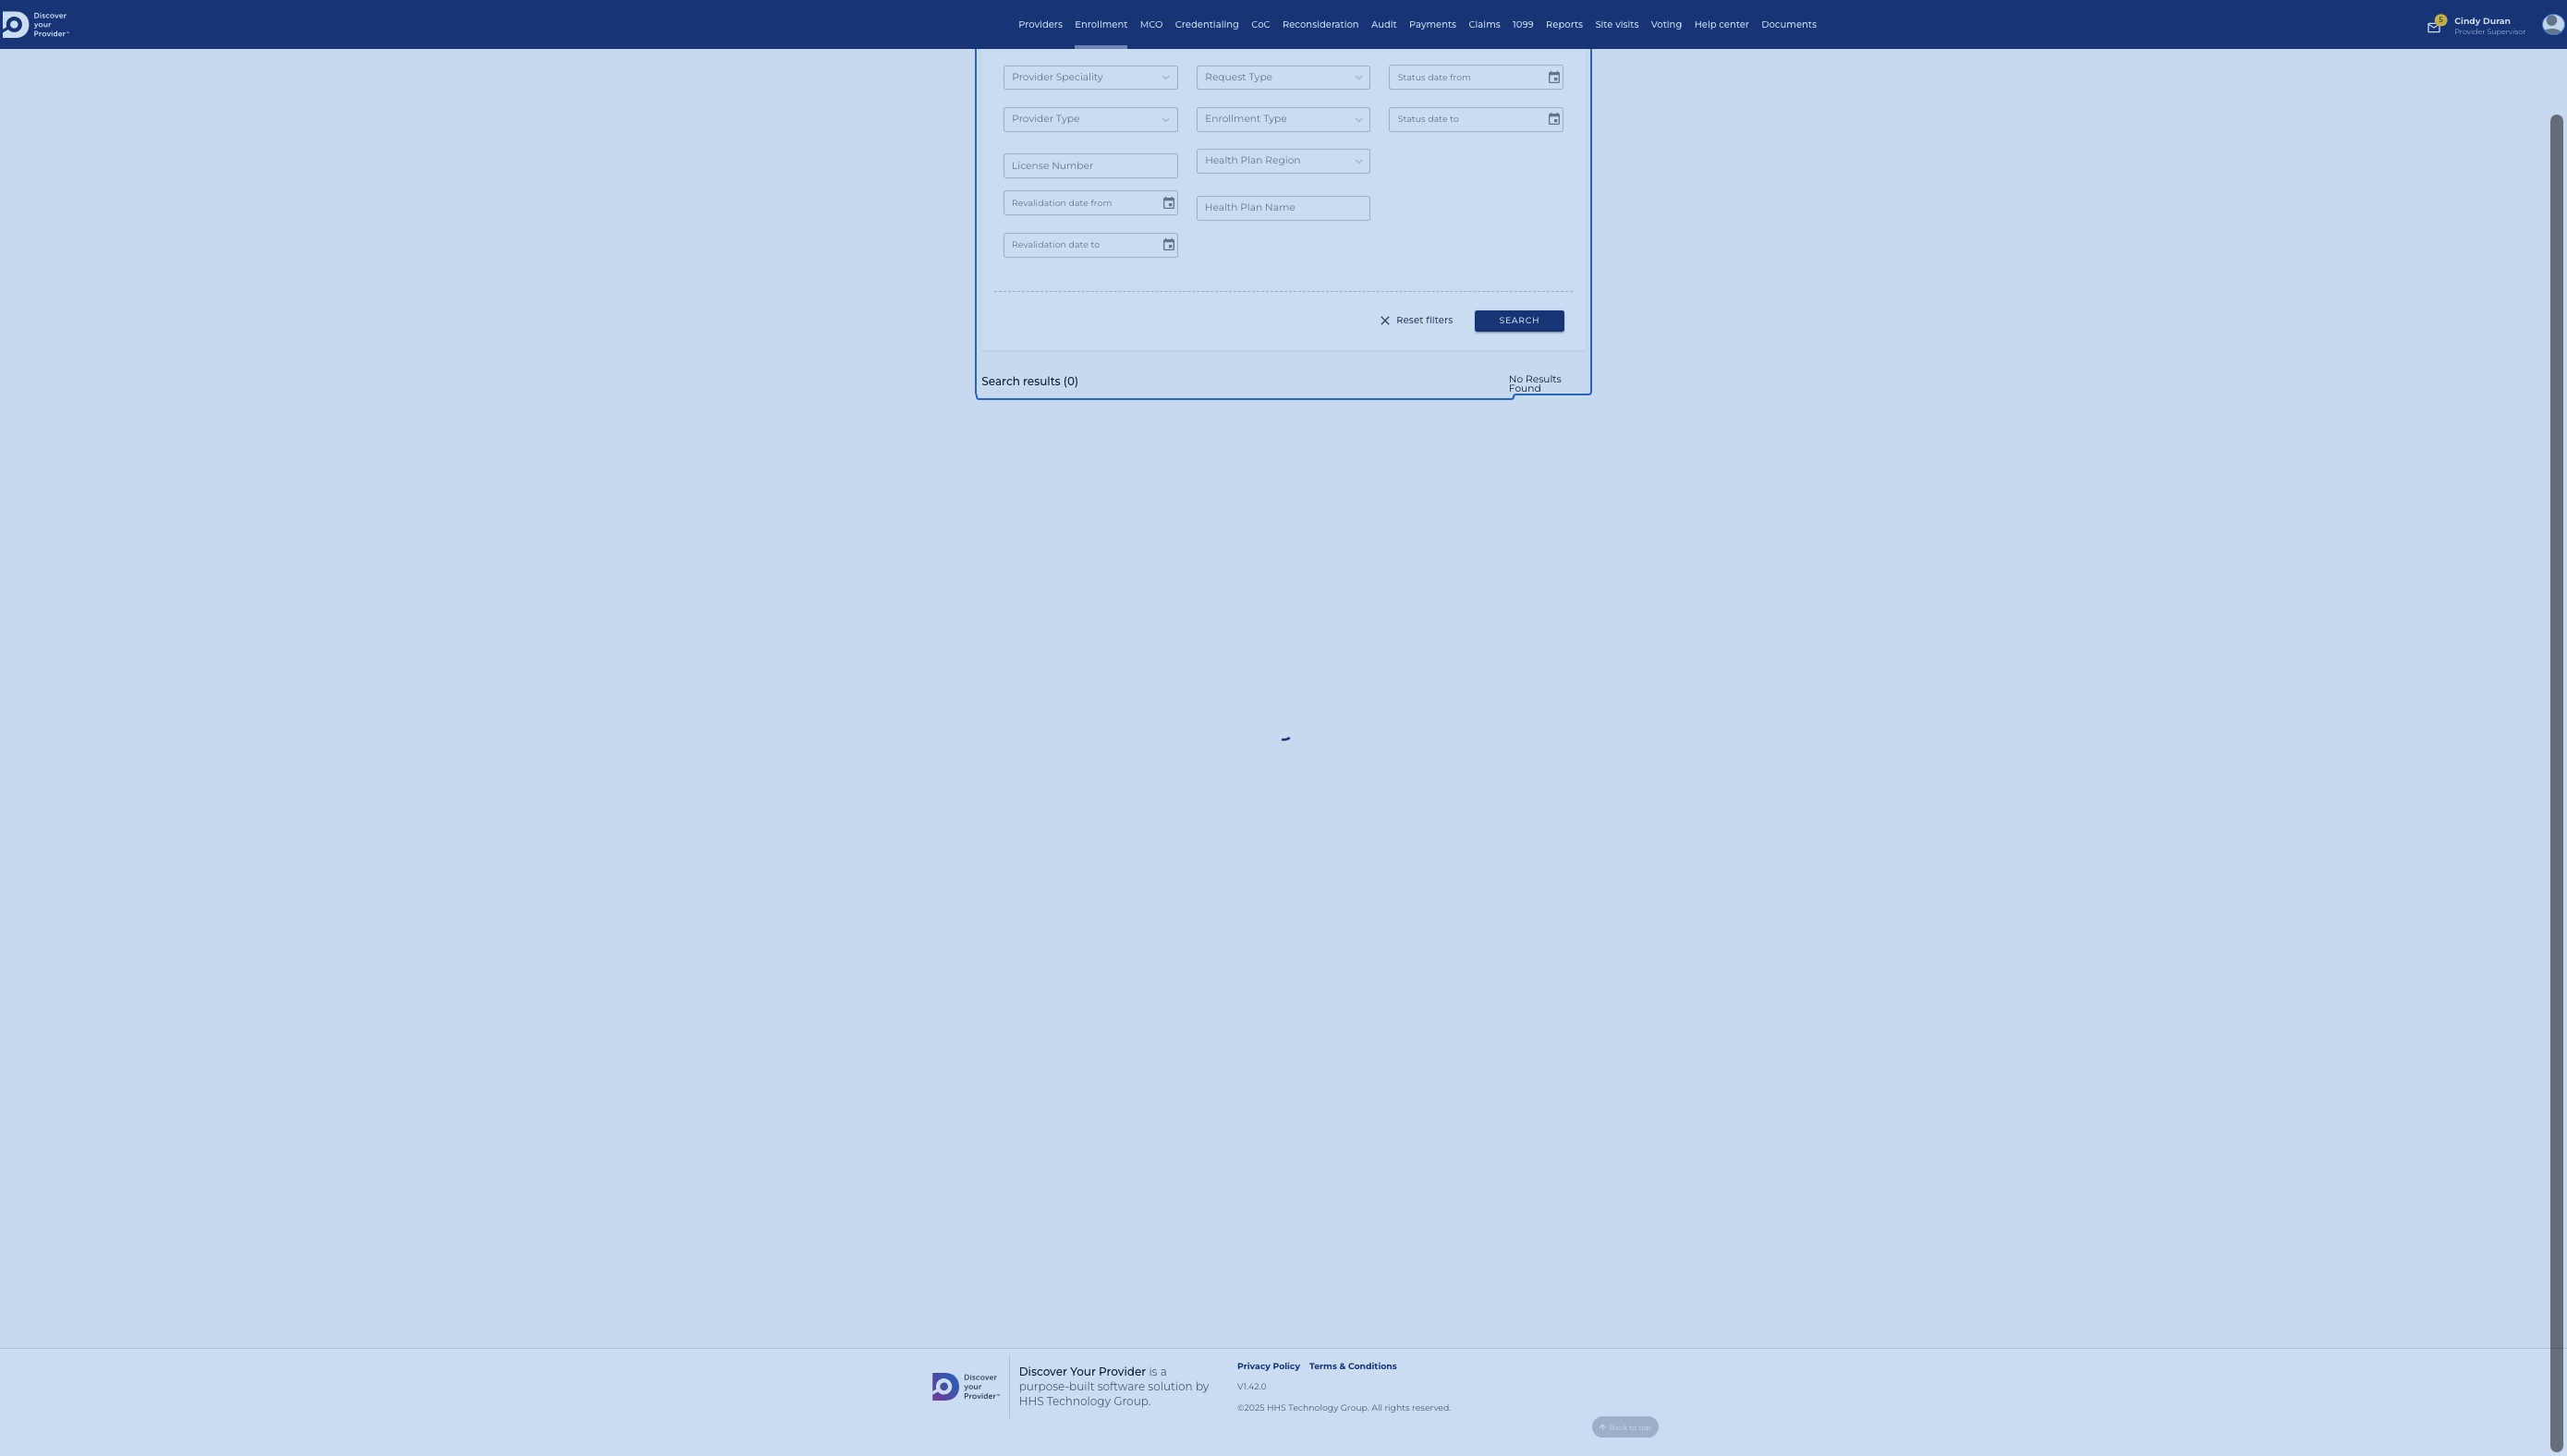 Discover
your
Provider™
Providers Enrollment MCO Credentialing CoC Reconsideration Audit Payments Claims 1099 Reports Site visits Voting Help center Documents
5
Cindy Duran
Provider Supervisor
Provider Speciality
Request Type
Status date from
Provider Type
Enrollment Type
Status date to
License Number
Health Plan Region
Revalidation date from
Health Plan Name
Revalidation date to
Reset filters
SEARCH
Search results (0)
No Results
Found
Discover
your
Provider™
Discover Your Provider is a
purpose-built software solution by
HHS Technology Group.
Privacy Policy Terms & Conditions
V1.42.0
©2025 HHS Technology Group. All rights reserved.
Back to top